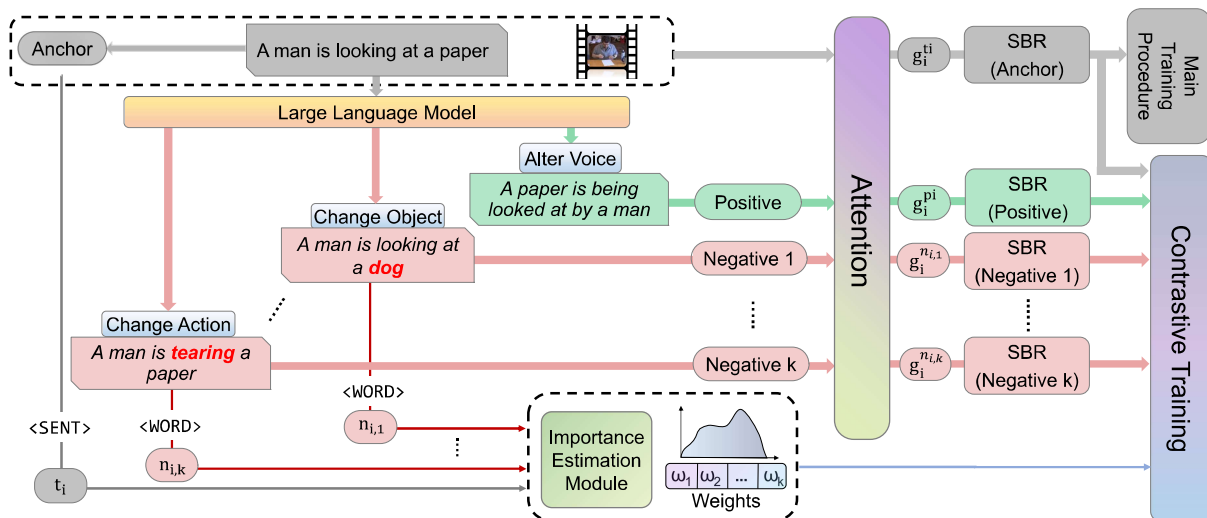 Anchor
A man is looking at a paper
Large Language Model
Alter Voice
A paper is being
looked at by a man
Positive
Change Object
A man is looking at
a dog
Negative 1
Change Action
A man is tearing a
paper
Negative k
<SENT>
<WORD>
<WORD>
t_i
n_{i,k}
n_{i,1}
Importance
Estimation
Module
ω_1 ω_2 ... ω_k
Weights
Attention
g_i^{ti}
SBR
(Anchor)
g_i^{pi}
SBR
(Positive)
g_i^{n_{i,1}}
SBR
(Negative 1)
g_i^{n_{i,k}}
SBR
(Negative k)
Main
Training
Procedure
Contrastive Training